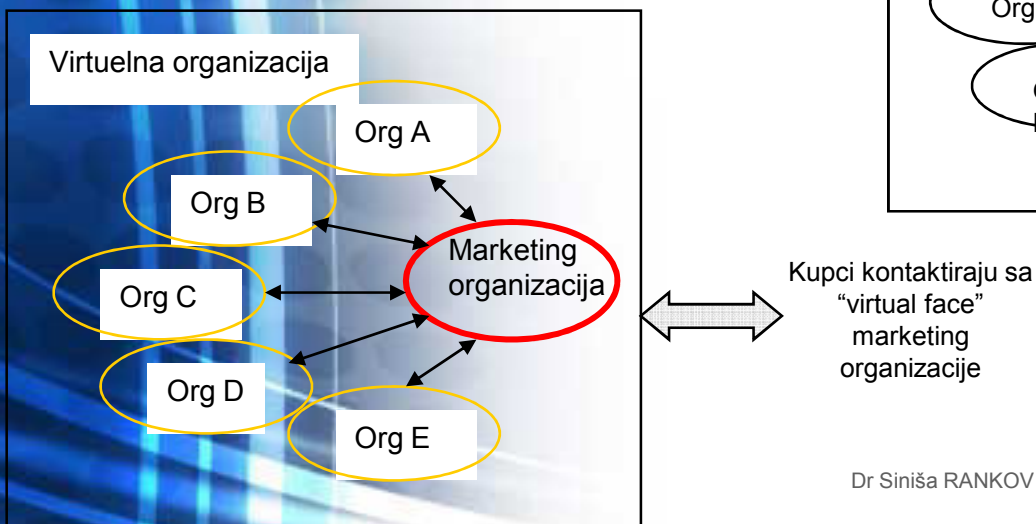 Virtuelna organizacija
Org A
Org B
Org C
Org D
Org E
Marketing
organizacija
Org
Kupci kontaktiraju sa
“virtual face”
marketing
organizacije
Dr Siniša RANKOV